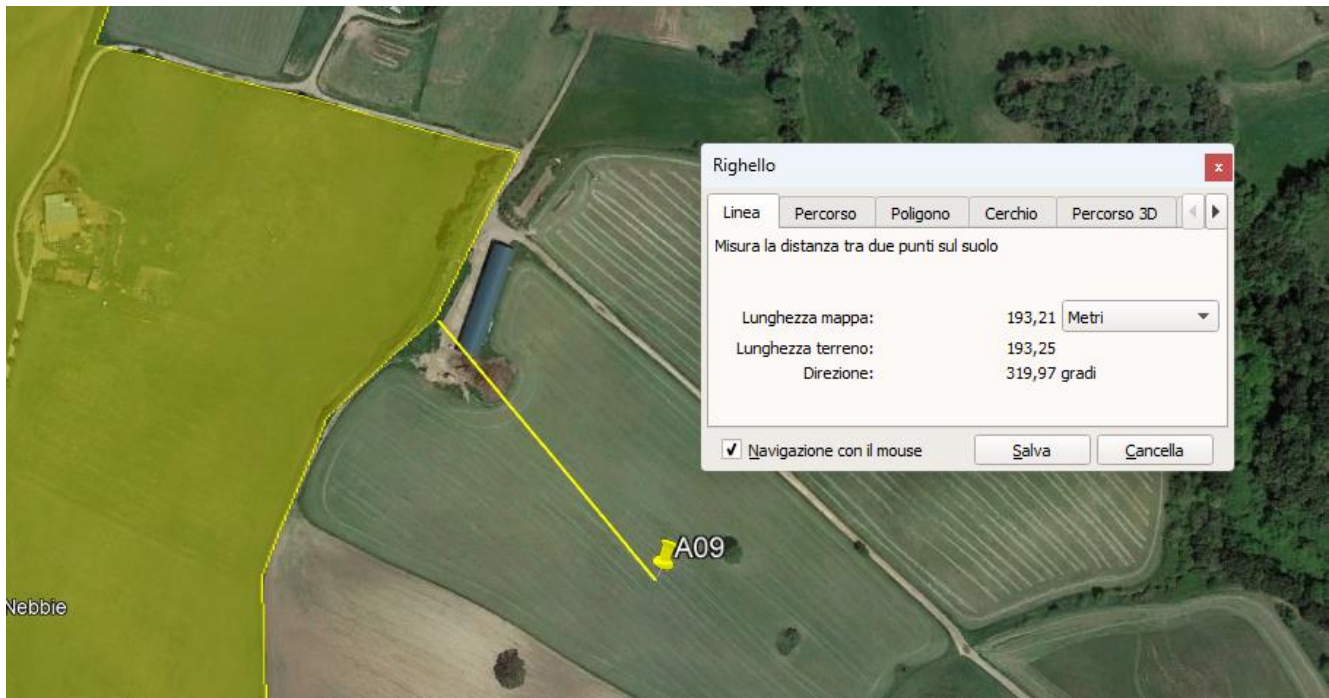 Righello
x
Linea
Percorso
Poligono
Cerchio
Percorso 3D
Misura la distanza tra due punti sul suolo
Lunghezza mappa: 193,21 Metri
Lunghezza terreno: 193,25
Direzione: 319,97 gradi
Navigazione con il mouse
Salva
Cancella
A09
Nebbie